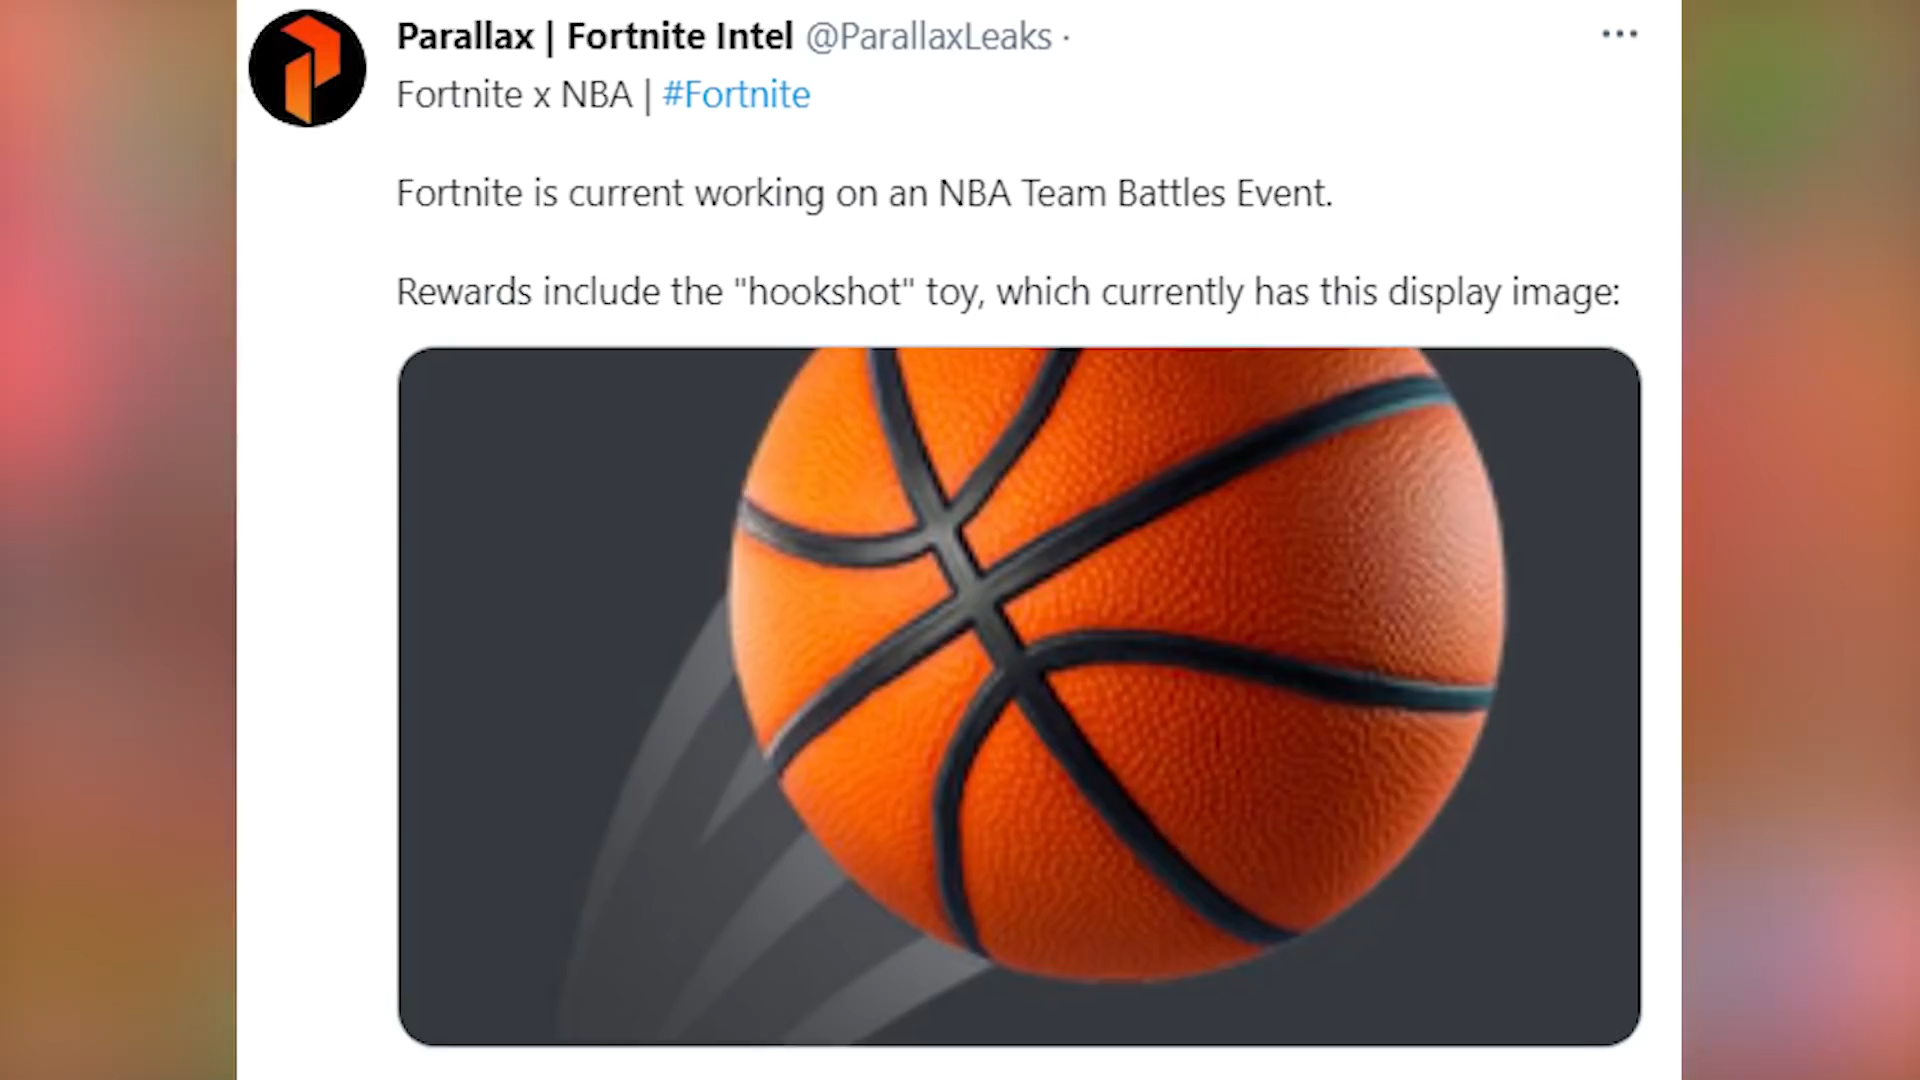 Parallax | Fortnite Intel @ParallaxLeaks ·
Fortnite x NBA | #Fortnite
Fortnite is current working on an NBA Team Battles Event.
Rewards include the "hookshot" toy, which currently has this display image: